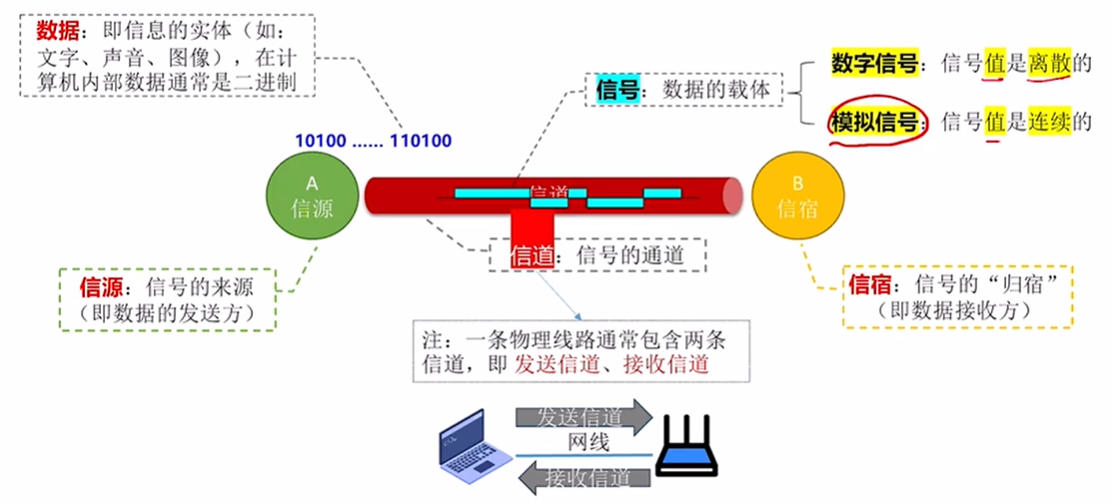 数据：即信息的实体（如：
文字、声音、图像），在计
算机内部数据通常是二进制
信号：数据的载体
数字信号：信号值是离散的
模拟信号：信号值是连续的
10100 ...... 110100
A
信源
信道
B
信宿
信道：信号的通道
信源：信号的来源
（即数据的发送方）
信宿：信号的“归宿”
（即数据接收方）
注：一条物理线路通常包含两条
信道，即 发送信道、接收信道
发送信道
网线
接收信道